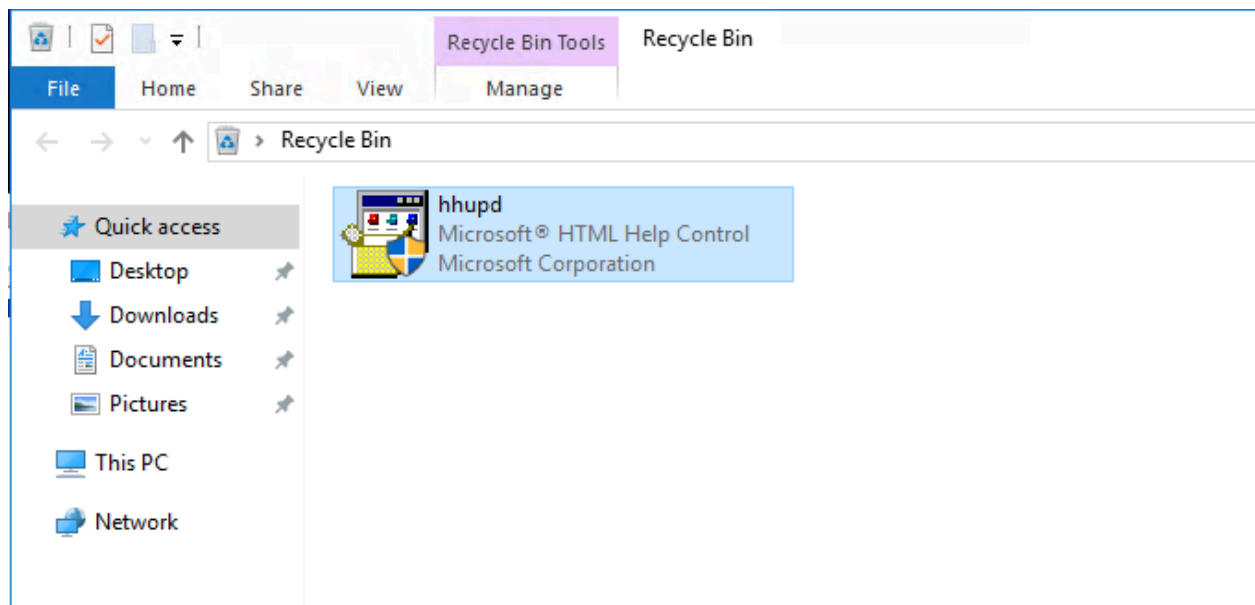 Recycle Bin Tools
Recycle Bin
File
Home
Share
View
Manage
Recycle Bin
Quick access
Desktop
Downloads
Documents
Pictures
This PC
Network
hhupd
Microsoft® HTML Help Control
Microsoft Corporation